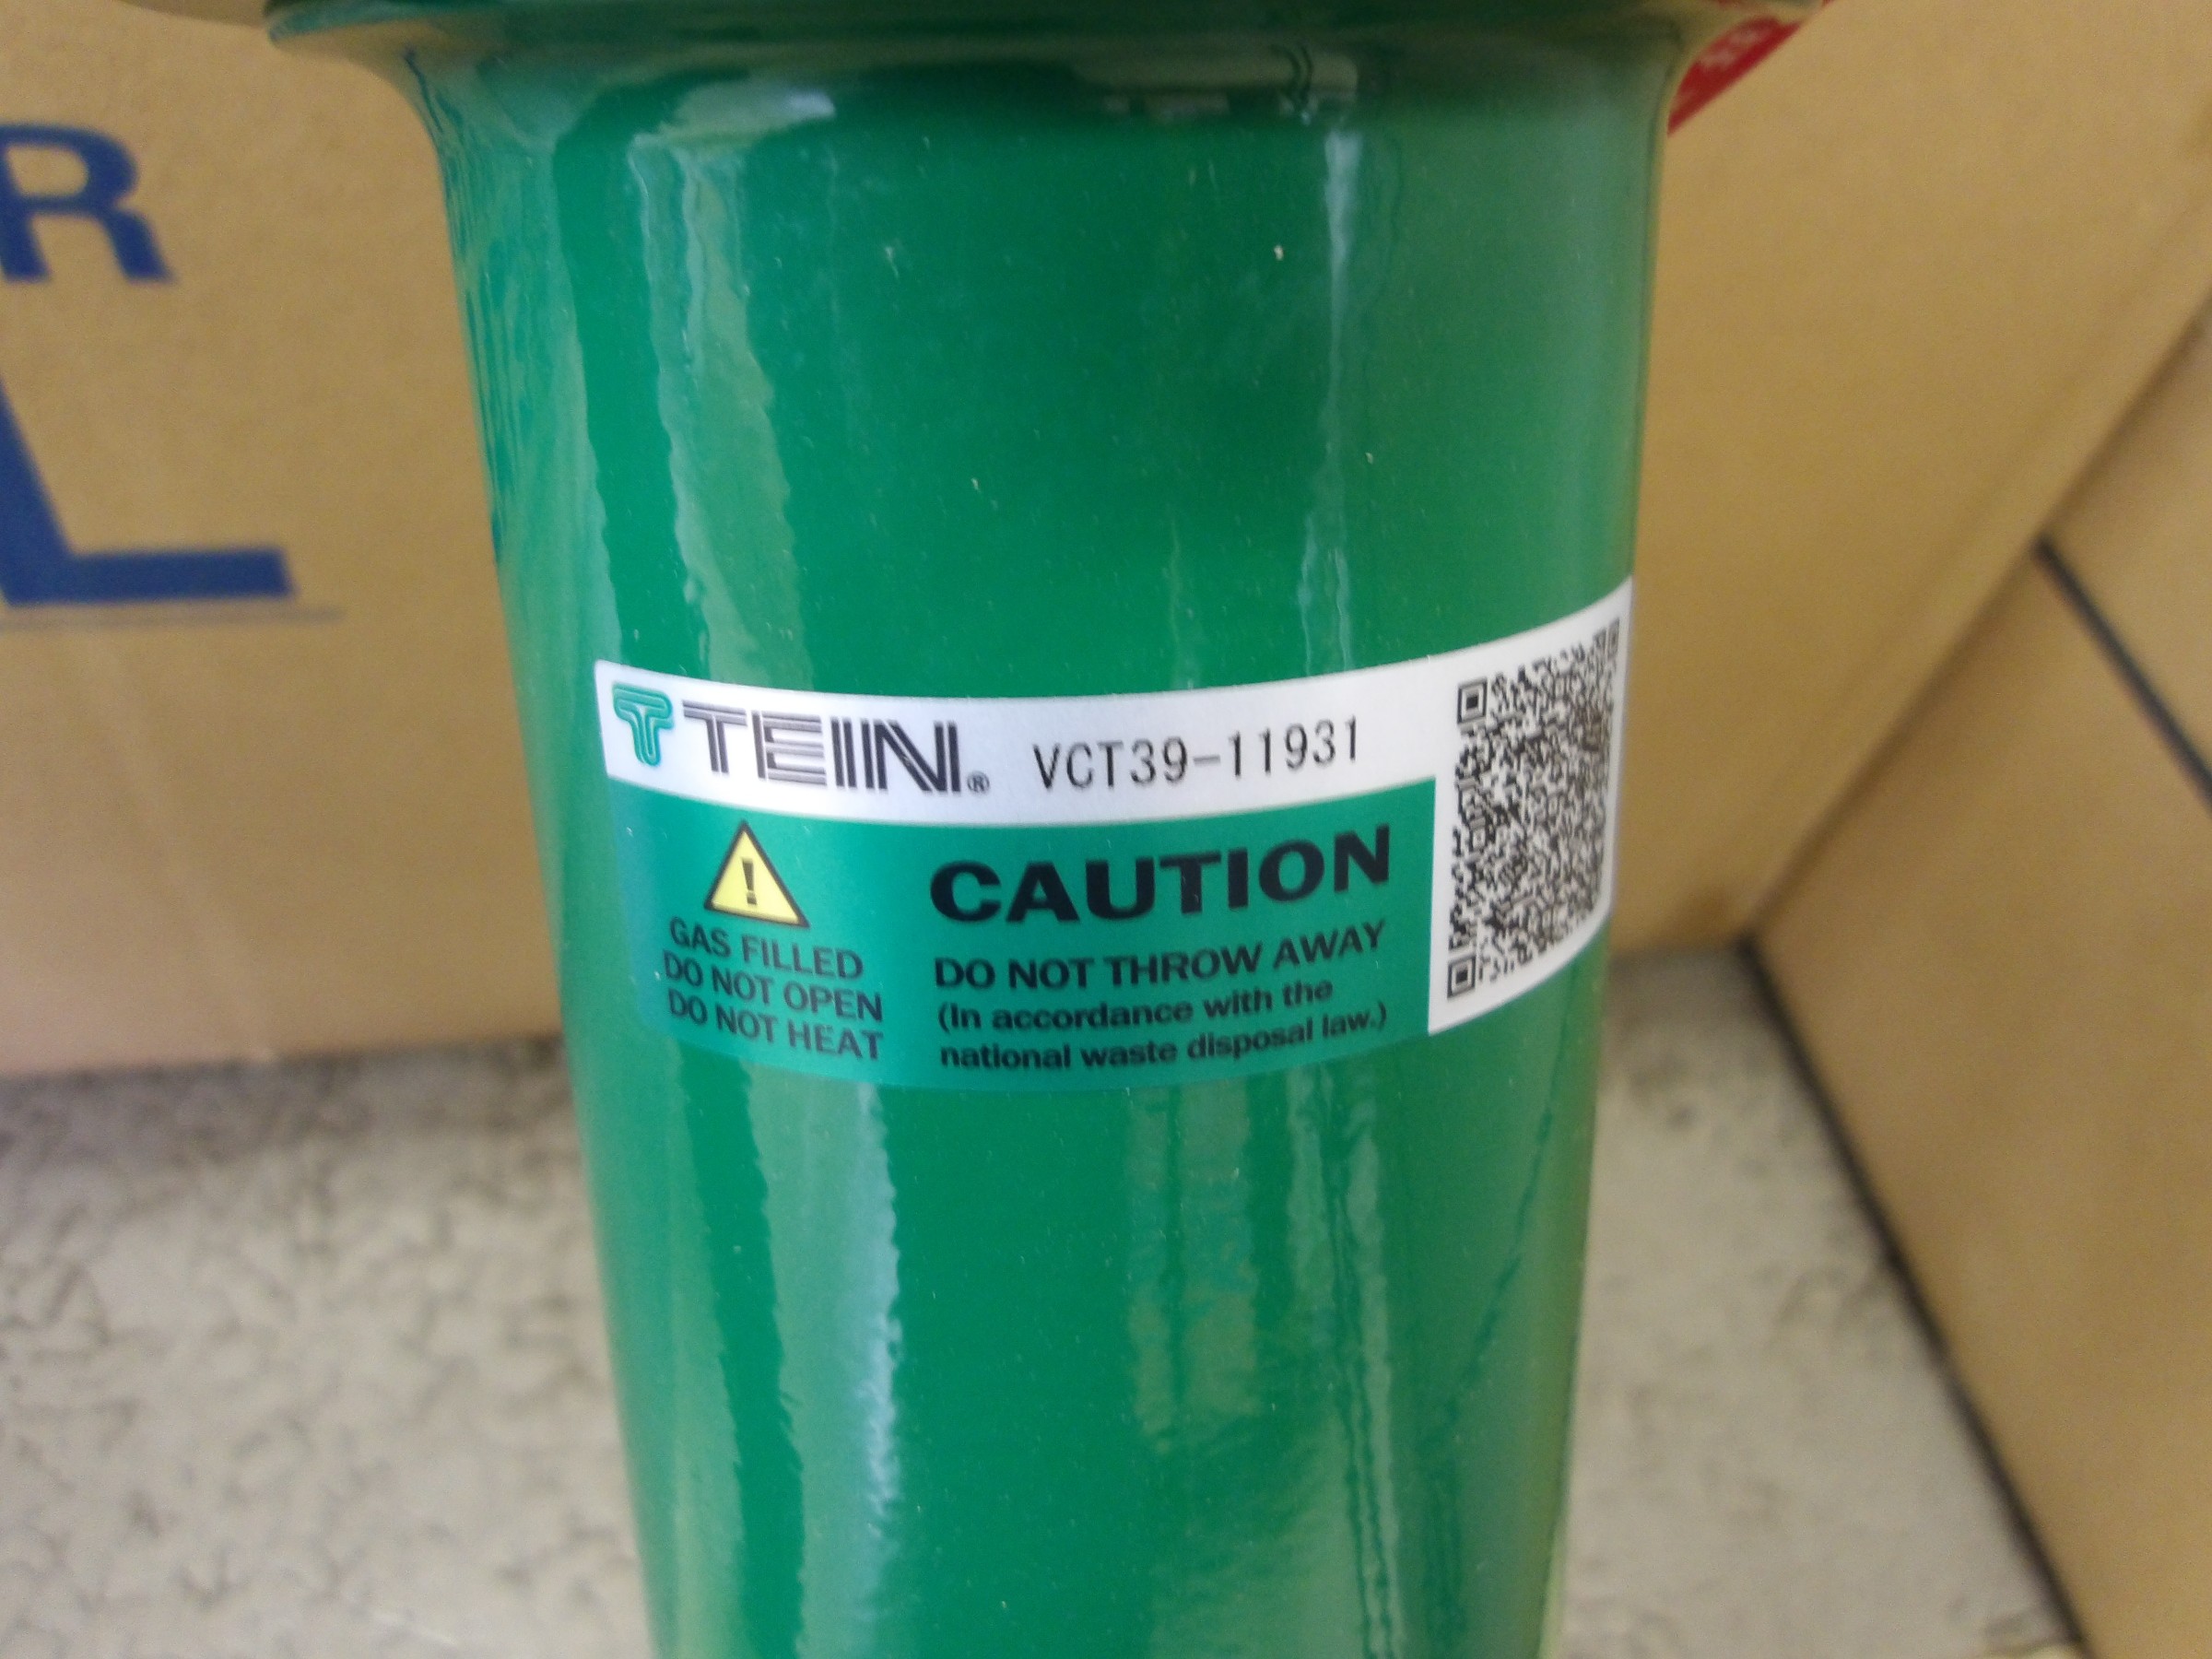 R
L
TEIN® VCT39-11931
!
GAS FILLED
DO NOT OPEN
DO NOT HEAT
CAUTION
DO NOT THROW AWAY
(In accordance with the
national waste disposal law.)